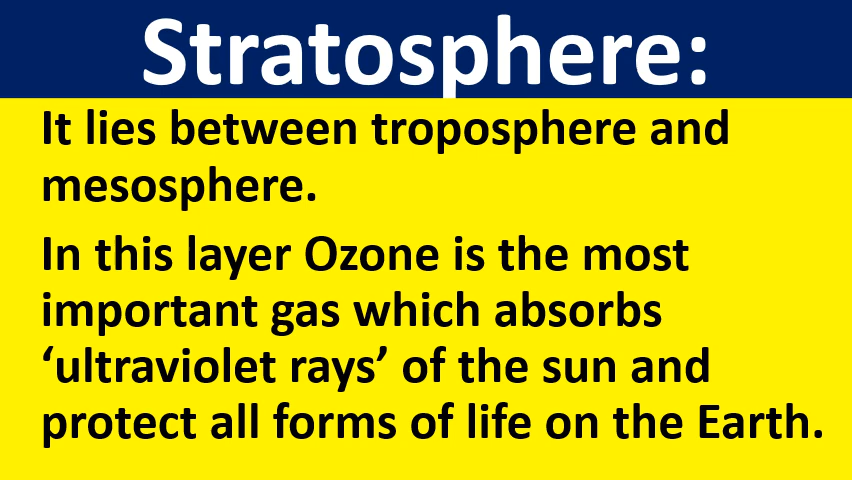 Stratosphere:
It lies between troposphere and
mesosphere.
In this layer Ozone is the most
important gas which absorbs
‘ultraviolet rays’ of the sun and
protect all forms of life on the Earth.